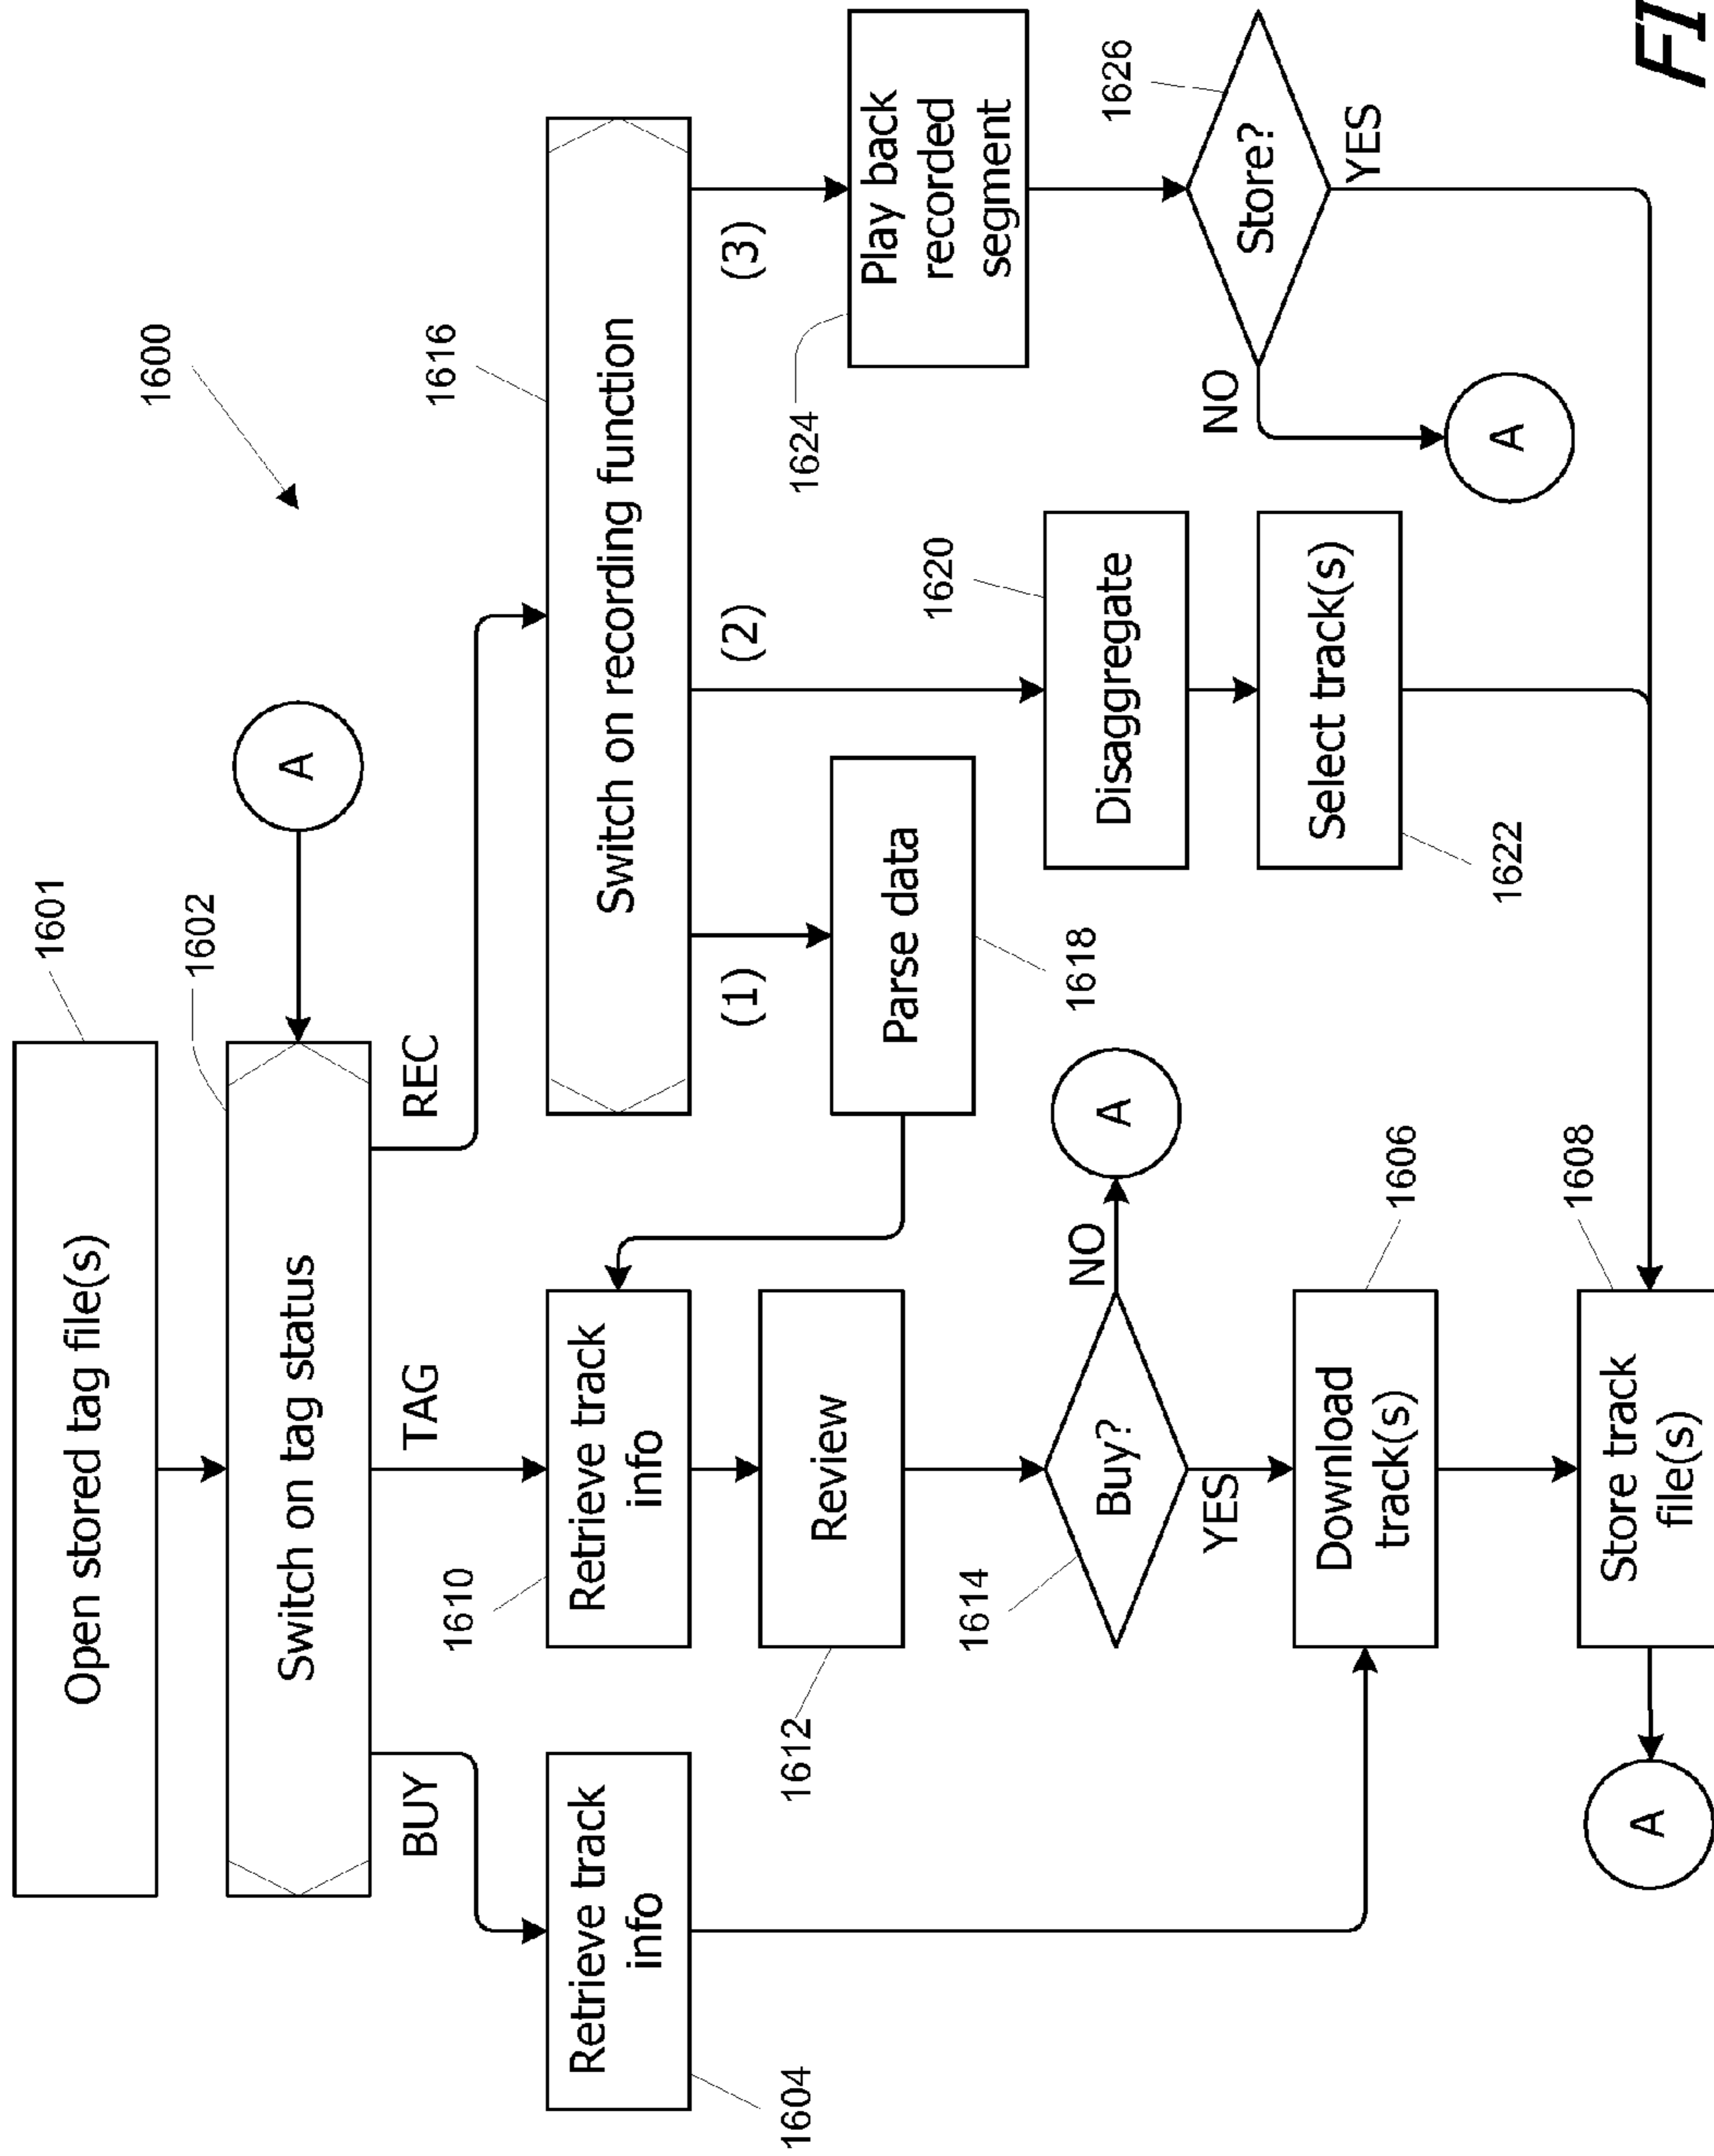 1600
Open stored tag file(s)
1601
Switch on tag status
1602
A
BUY
TAG
REC
Retrieve track
info
1604
1610
Retrieve track
info
Switch on recording function
1616
(1)
(2)
(3)
1612
Review
Parse data
1618
Disaggregate
1620
1624
Play back
recorded
segment
1614
Buy?
NO
A
YES
Select track(s)
1622
Store?
1626
NO
YES
A
Download
track(s)
1606
A
Store track
file(s)
1608